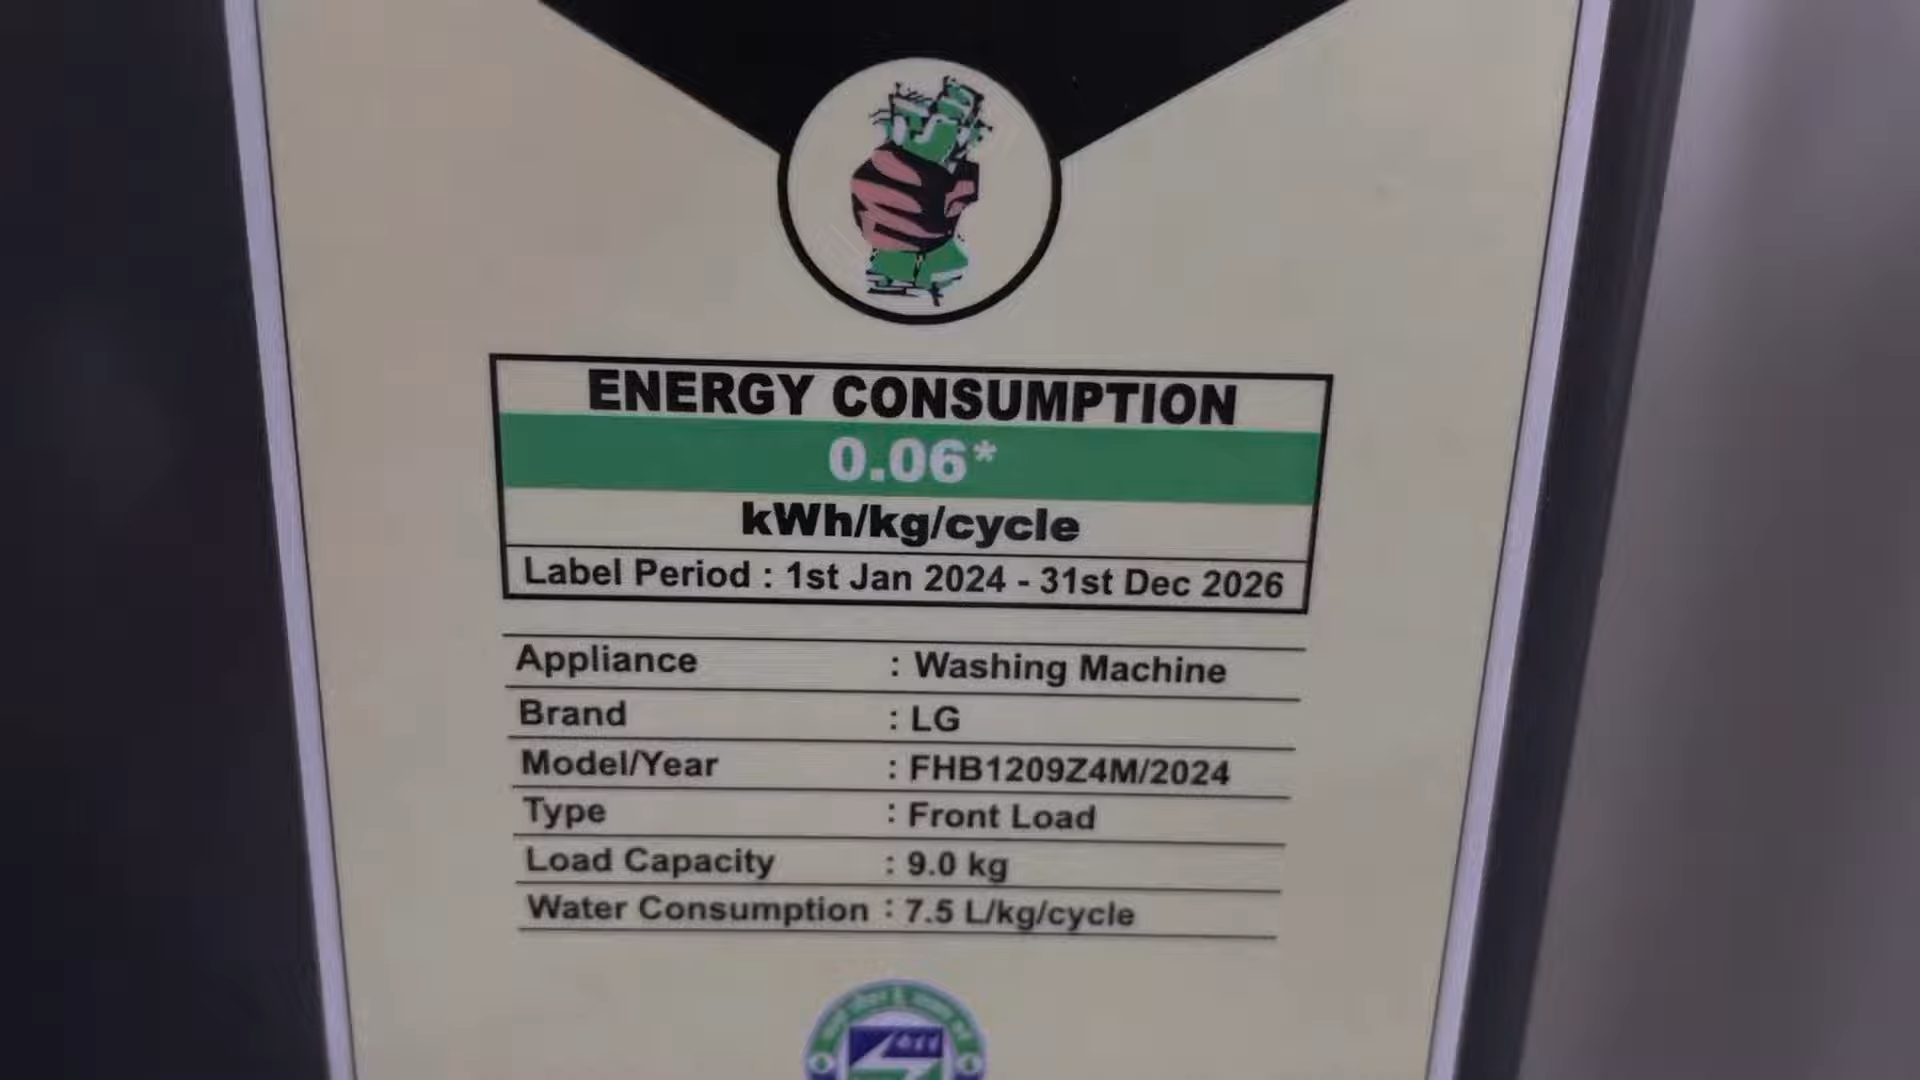 ENERGY CONSUMPTION
0.06*
kWh/kg/cycle
Label Period : 1st Jan 2024 - 31st Dec 2026
Appliance : Washing Machine
Brand : LG
Model/Year : FHB1209Z4M/2024
Type : Front Load
Load Capacity : 9.0 kg
Water Consumption : 7.5 L/kg/cycle